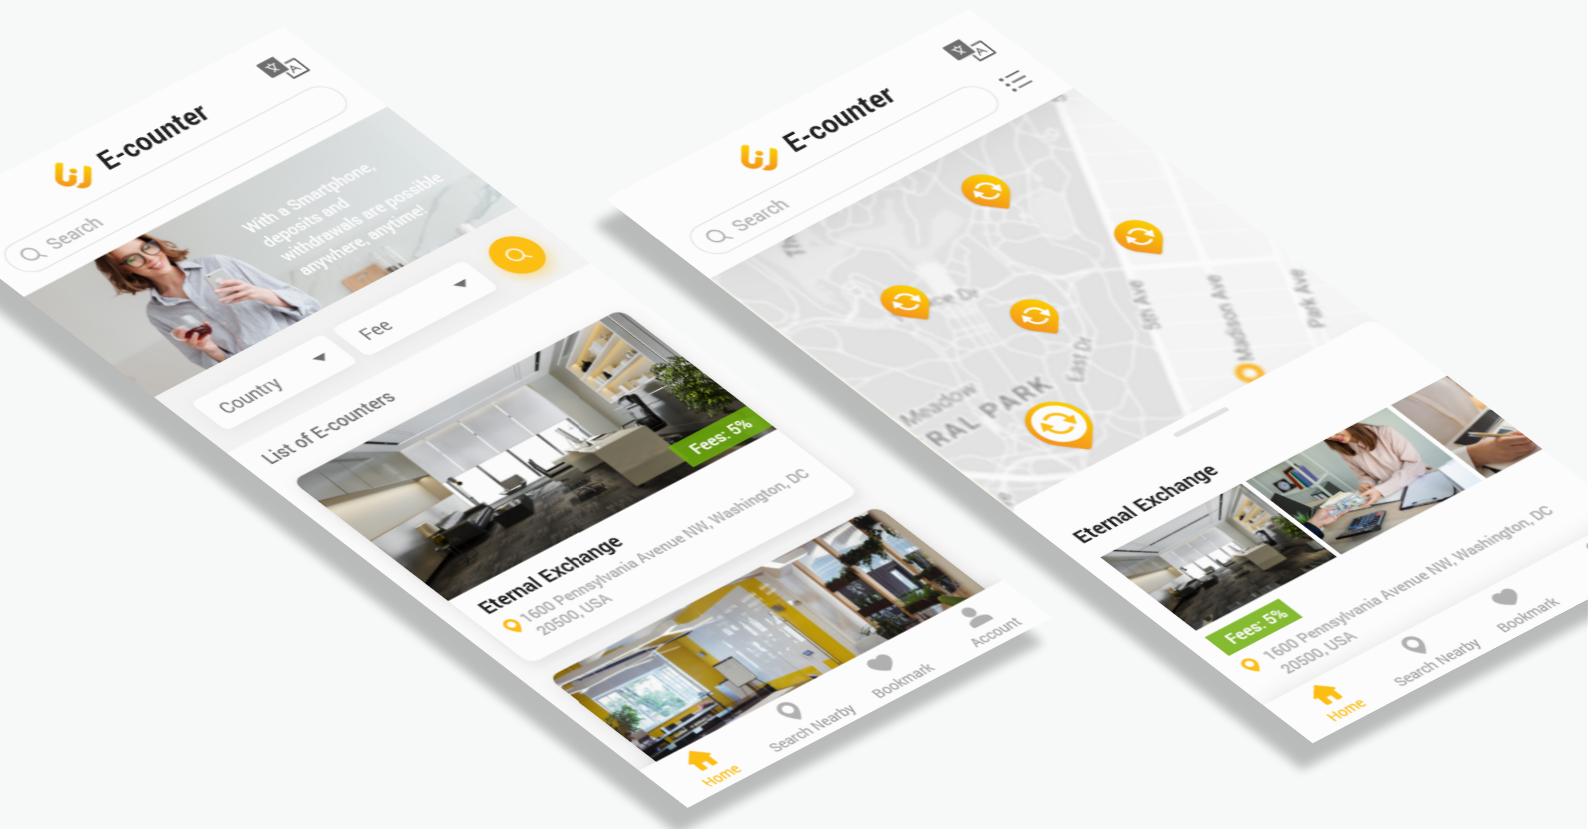 E-counter
Search
With a Smartphone,
deposits and
withdrawals are possible
anywhere, anytime!
Country
Fee
List of E-counters
Fees: 5%
Eternal Exchange
1600 Pennsylvania Avenue NW, Washington, DC
20500, USA
Home
Search Nearby
Bookmark
Account
E-counter
Search
5th Ave
Madison Ave
Park Ave
East Dr
Meadow
RAL PARK
Eternal Exchange
Fees: 5%
1600 Pennsylvania Avenue NW, Washington, DC
20500, USA
Home
Search Nearby
Bookmark